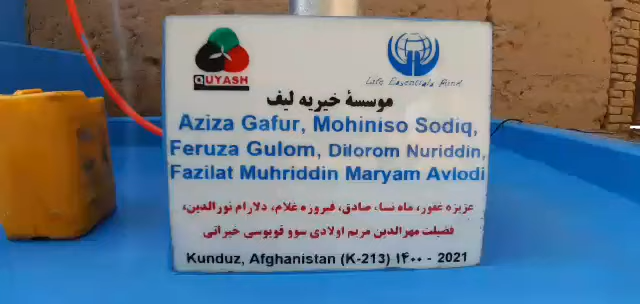 QUYASH
Life Essentials Fund
موسسهٔ خیریه لیف
Aziza Gafur, Mohiniso Sodiq,
Feruza Gulom, Dilorom Nuriddin,
Fazilat Muhriddin Maryam Avlodi
عزیزه غفور، ماه نساء صادق، فیروزه غلام، دلارام نورالدین،
فضیلت مهرالدین مریم اولادی سوو قویوسی خیراتی
Kunduz, Afghanistan (K-213) ۱۴۰۰ - 2021